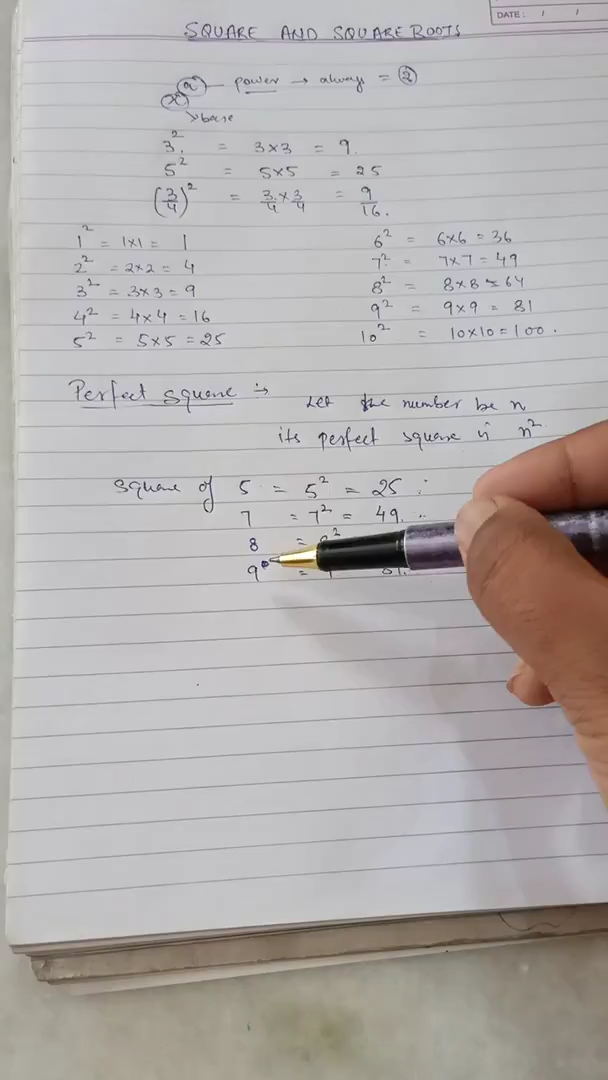 DATE: / /
SQUARE AND SQUARE ROOTS
x² – power → always = 2
base
3² = 3×3 = 9
5² = 5×5 = 25
(3/4)² = 3/4 × 3/4 = 9/16.
1² = 1×1 = 1
2² = 2×2 = 4
3² = 3×3 = 9
4² = 4×4 = 16
5² = 5×5 = 25
6² = 6×6 = 36
7² = 7×7 = 49
8² = 8×8 = 64
9² = 9×9 = 81
10² = 10×10 = 100.
Perfect square :-
Let the number be n
its perfect square is n²
Square of 5 = 5² = 25
7 = 7² = 49.
8 =
9 =